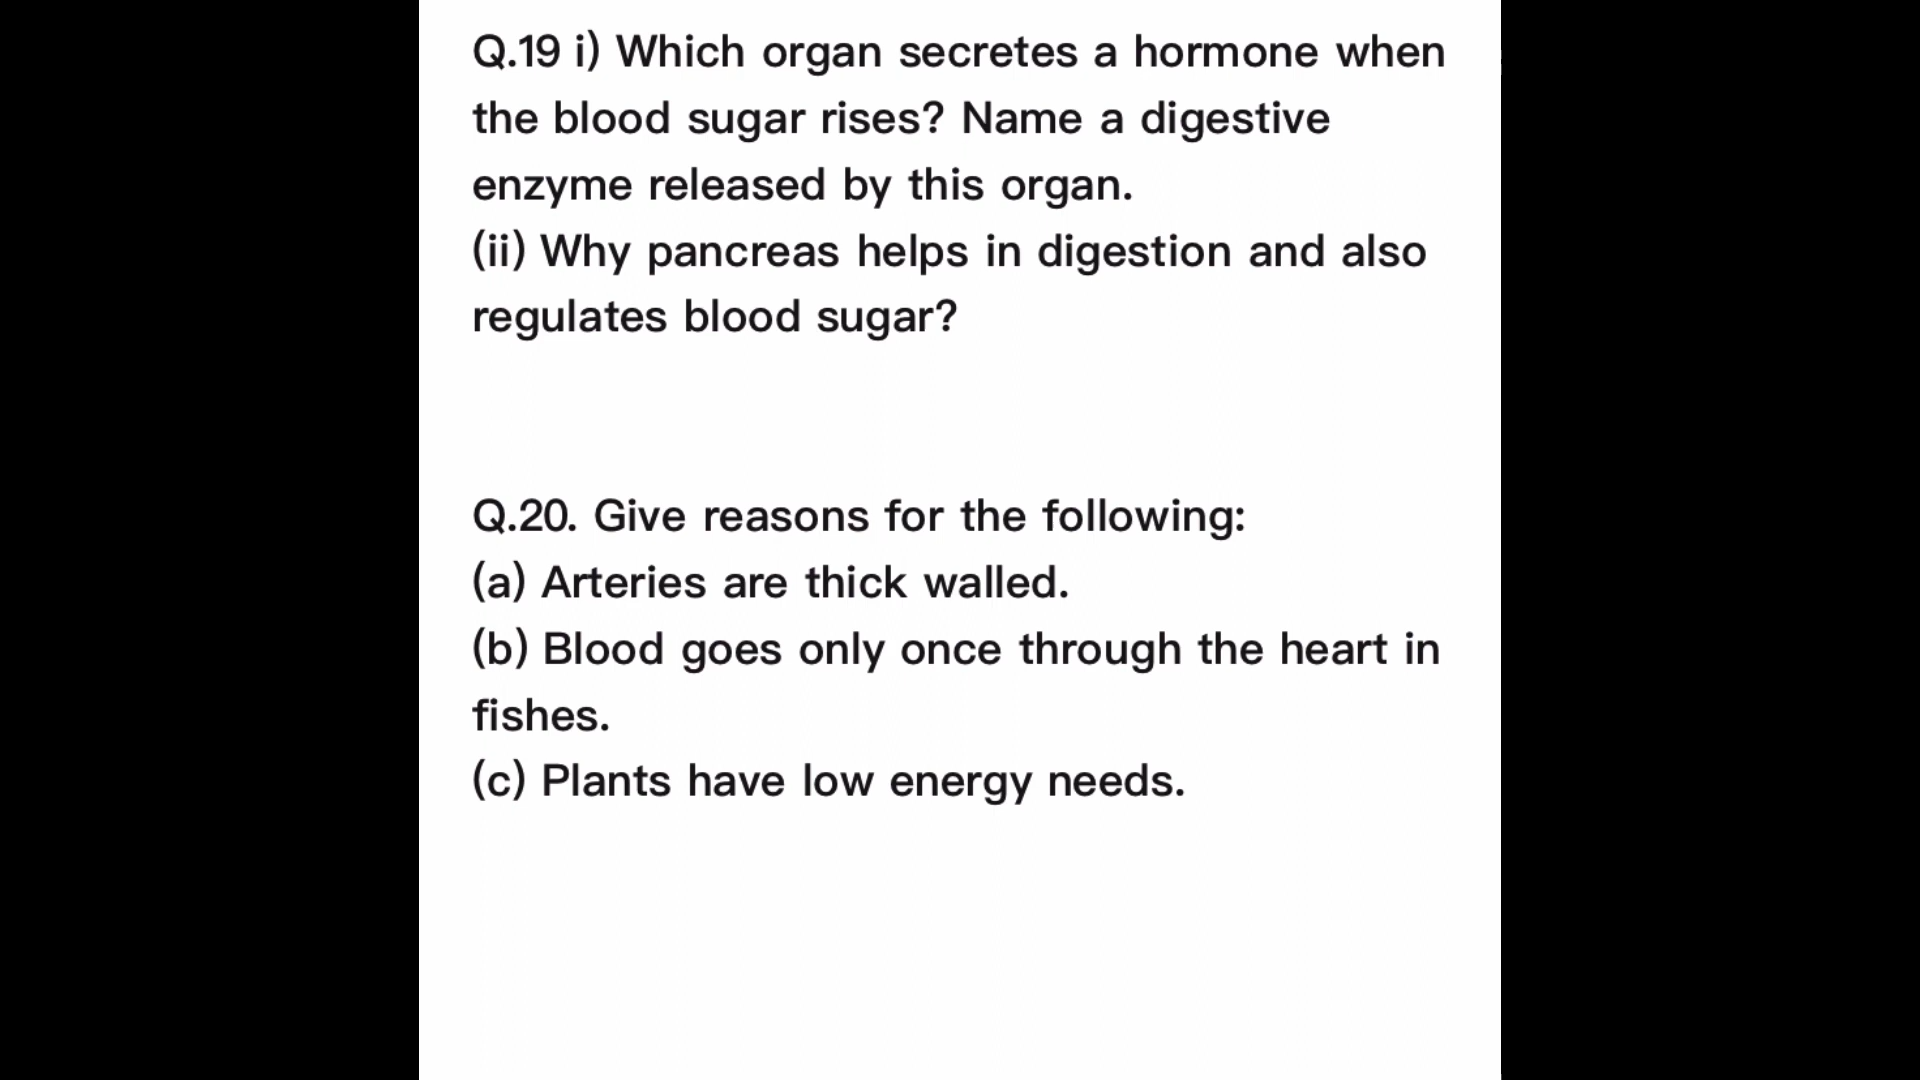 Q.19 i) Which organ secretes a hormone when
the blood sugar rises? Name a digestive
enzyme released by this organ.
(ii) Why pancreas helps in digestion and also
regulates blood sugar?
Q.20. Give reasons for the following:
(a) Arteries are thick walled.
(b) Blood goes only once through the heart in
fishes.
(c) Plants have low energy needs.